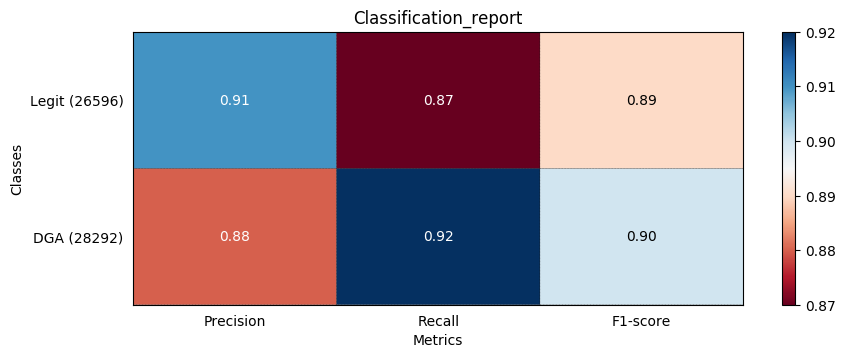 Classification_report
Classes
Legit (26596)
0.91 0.87 0.89
DGA (28292)
0.88 0.92 0.90
Precision Recall F1-score
Metrics
0.92
0.91
0.90
0.89
0.88
0.87